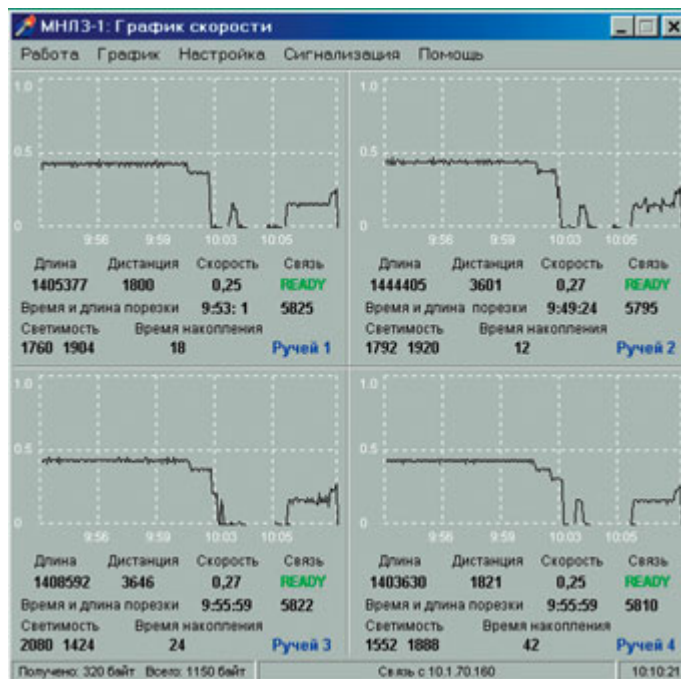 МНЛЗ-1: График скорости
Работа График Настройка Сигнализация Помощь
1.0
0.5
0
9:56 9:59 10:03 10:05
Длина Дистанция Скорость Связь
1405377 1800 0,25 READY
Время и длина порезки 9:53: 1 5825
Светимость Время накопления
1760 1904 18 Ручей 1
1.0
0.5
0
9:56 9:59 10:03 10:05
Длина Дистанция Скорость Связь
1444405 3601 0,27 READY
Время и длина порезки 9:49:24 5795
Светимость Время накопления
1792 1920 12 Ручей 2
1.0
0.5
0
9:56 9:59 10:03 10:05
Длина Дистанция Скорость Связь
1408592 3646 0,27 READY
Время и длина порезки 9:55:59 5822
Светимость Время накопления
2080 1424 24 Ручей 3
1.0
0.5
0
9:56 9:59 10:03 10:05
Длина Дистанция Скорость Связь
1403630 1821 0,25 READY
Время и длина порезки 9:55:59 5810
Светимость Время накопления
1552 1888 42 Ручей 4
Получено: 320 байт Всего: 1150 байт Связь с 10.1.70.160 10:10:21